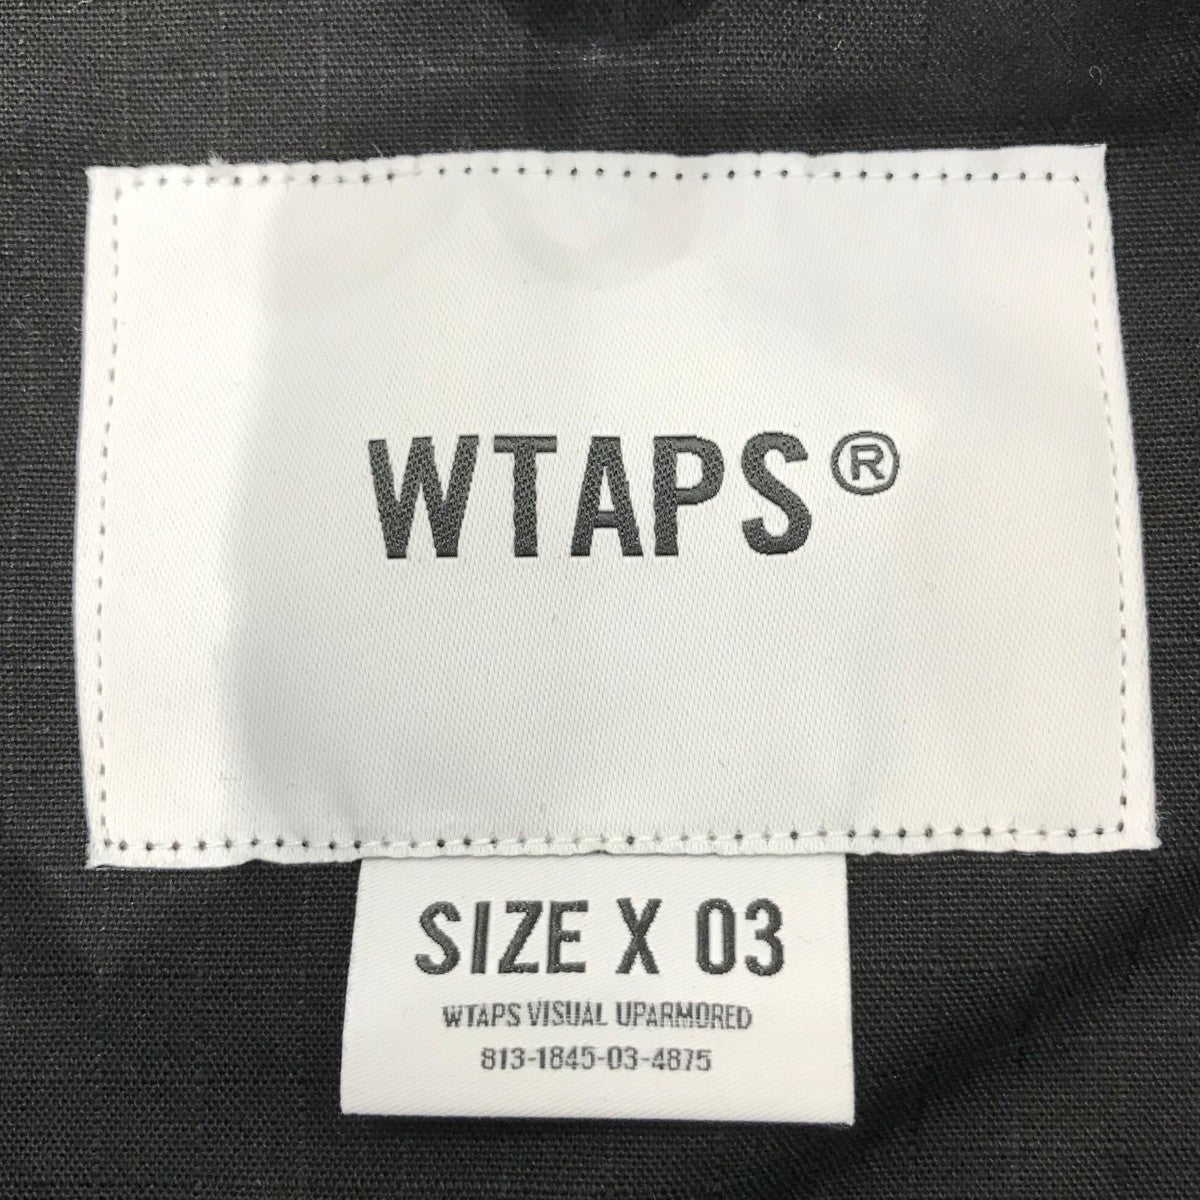 WTAPS®
SIZE X 03
WTAPS VISUAL UPARMORED
813-1845-03-4875